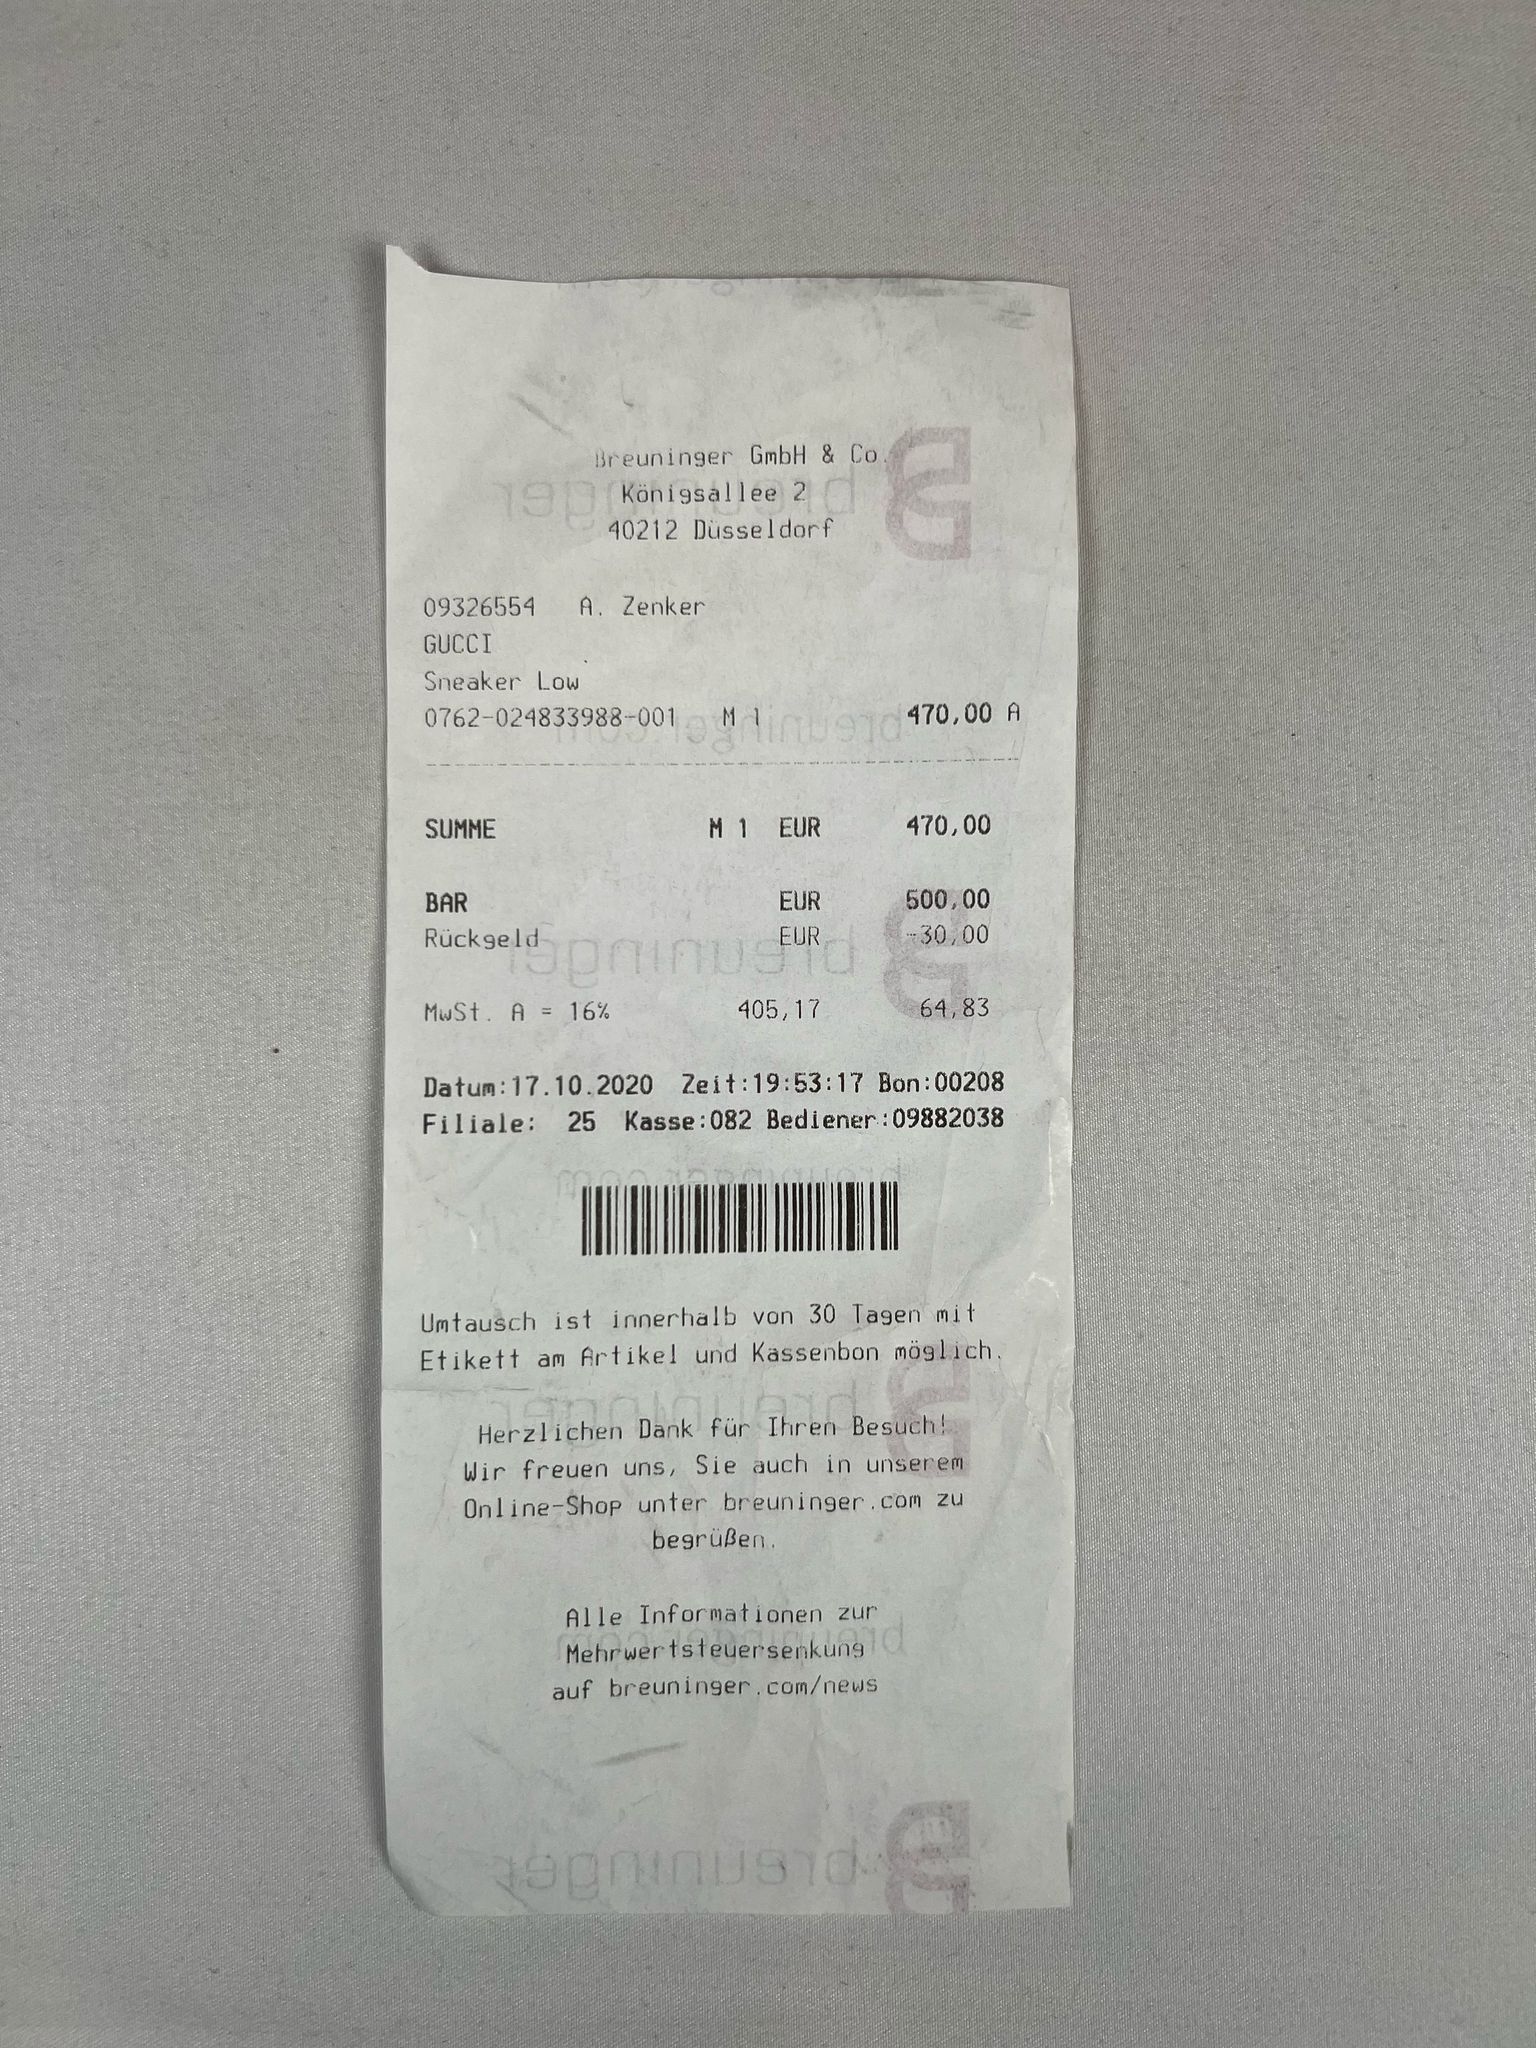 Breuninger GmbH & Co.
Königsallee 2
40212 Düsseldorf
09326554 A. Zenker
GUCCI
Sneaker Low
0762-024833988-001 M 1 470,00 A
SUMME M 1 EUR 470,00
BAR EUR 500,00
Rückgeld EUR -30,00
MwSt. A = 16% 405,17 64,83
Datum:17.10.2020 Zeit:19:53:17 Bon:00208
Filiale: 25 Kasse:082 Bediener:09882038
Umtausch ist innerhalb von 30 Tagen mit
Etikett am Artikel und Kassenbon möglich.
Herzlichen Dank für Ihren Besuch!
Wir freuen uns, Sie auch in unserem
Online-Shop unter breuninger.com zu
begrüßen.
Alle Informationen zur
Mehrwertsteuersenkung
auf breuninger.com/news